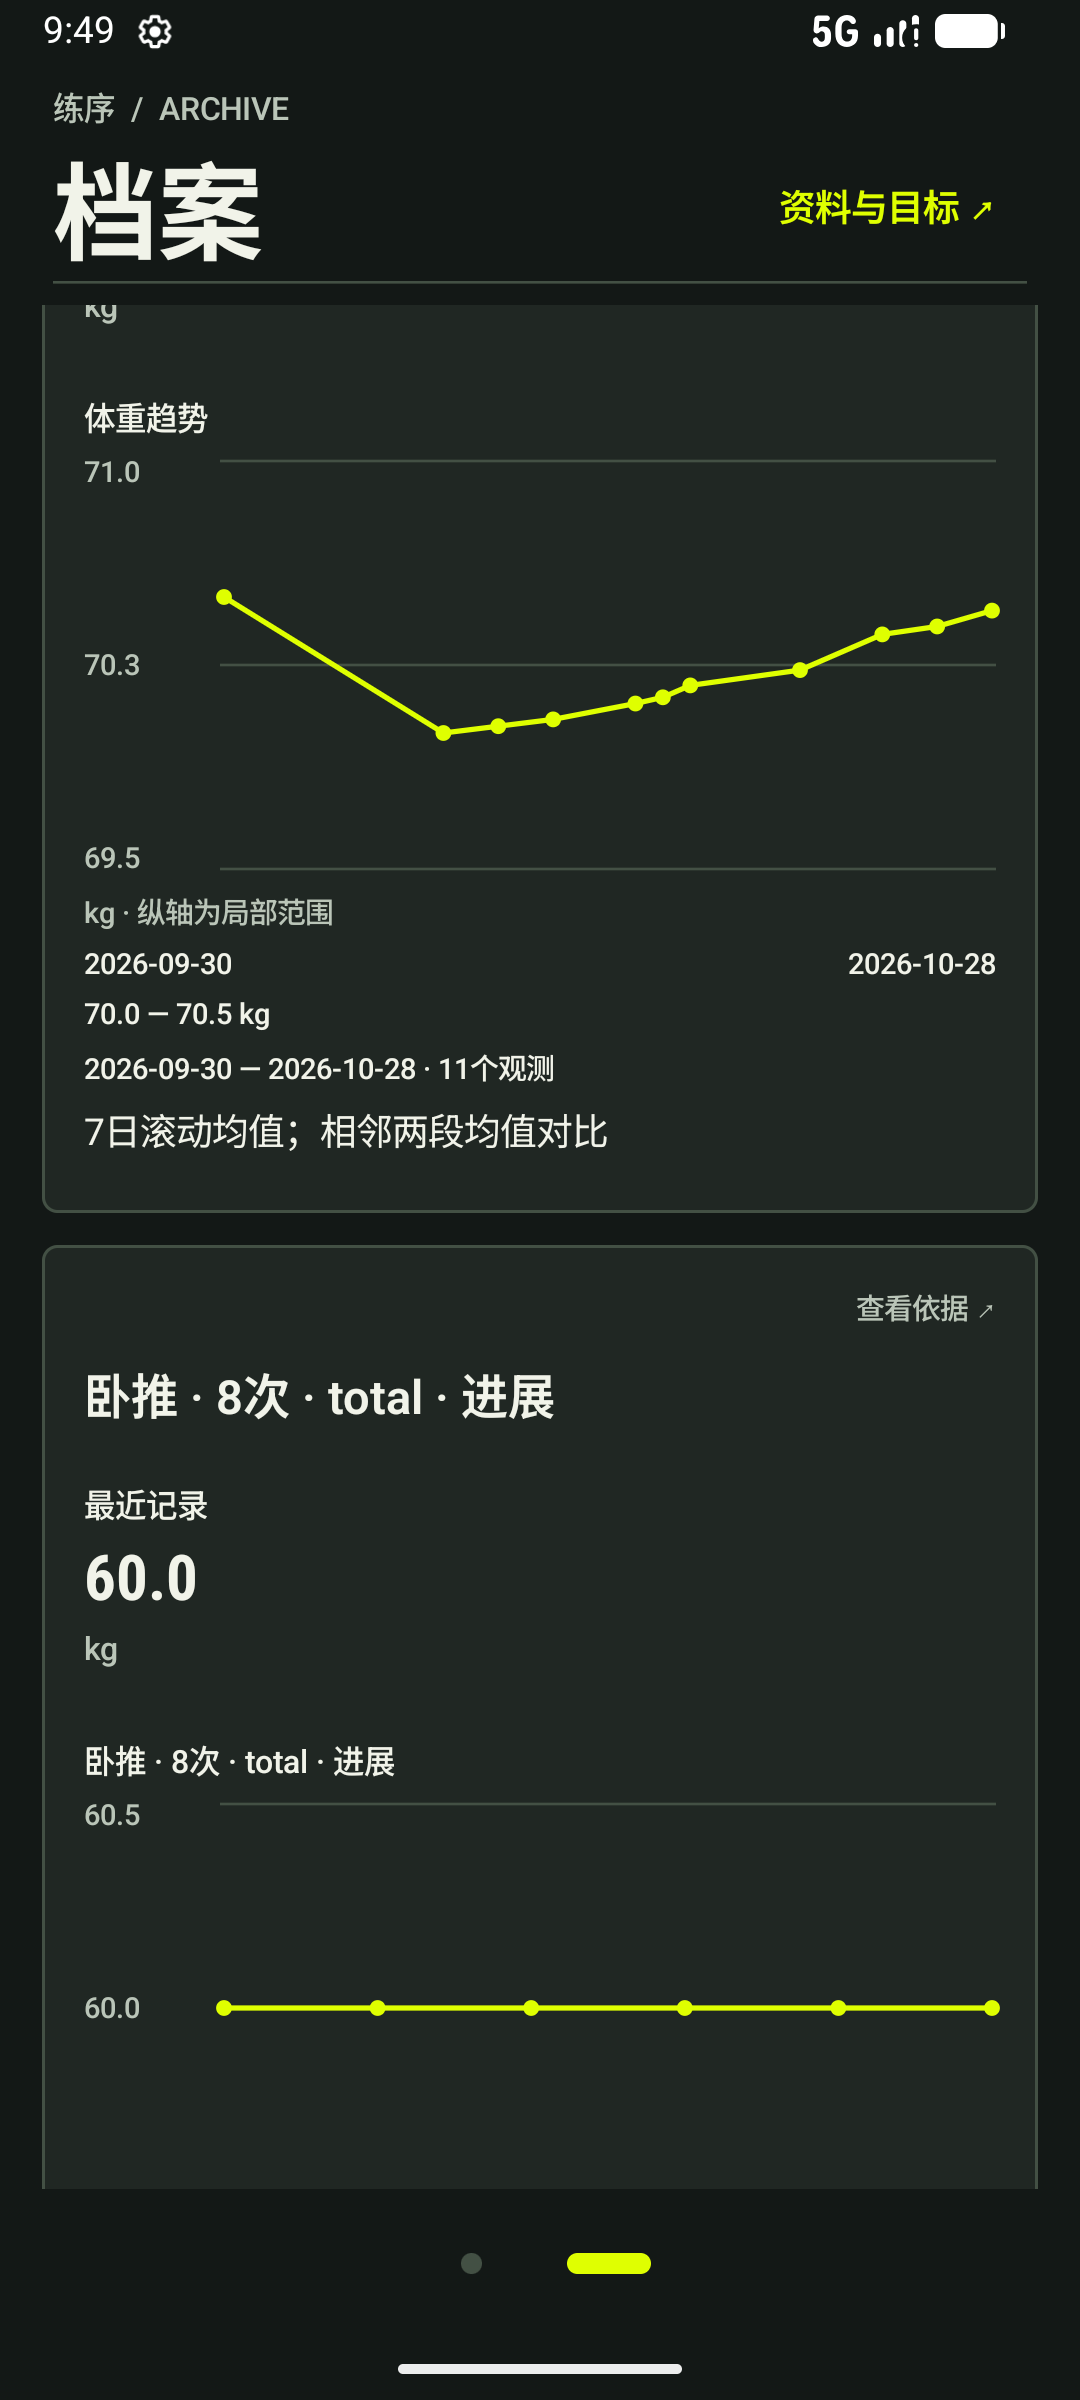 9:49
5G
练序 / ARCHIVE
档案
资料与目标 ↗
kg
体重趋势
71.0
70.3
69.5
kg · 纵轴为局部范围
2026-09-30
2026-10-28
70.0 — 70.5 kg
2026-09-30 — 2026-10-28 · 11个观测
7日滚动均值；相邻两段均值对比
查看依据 ↗
卧推 · 8次 · total · 进展
最近记录
60.0
kg
卧推 · 8次 · total · 进展
60.5
60.0